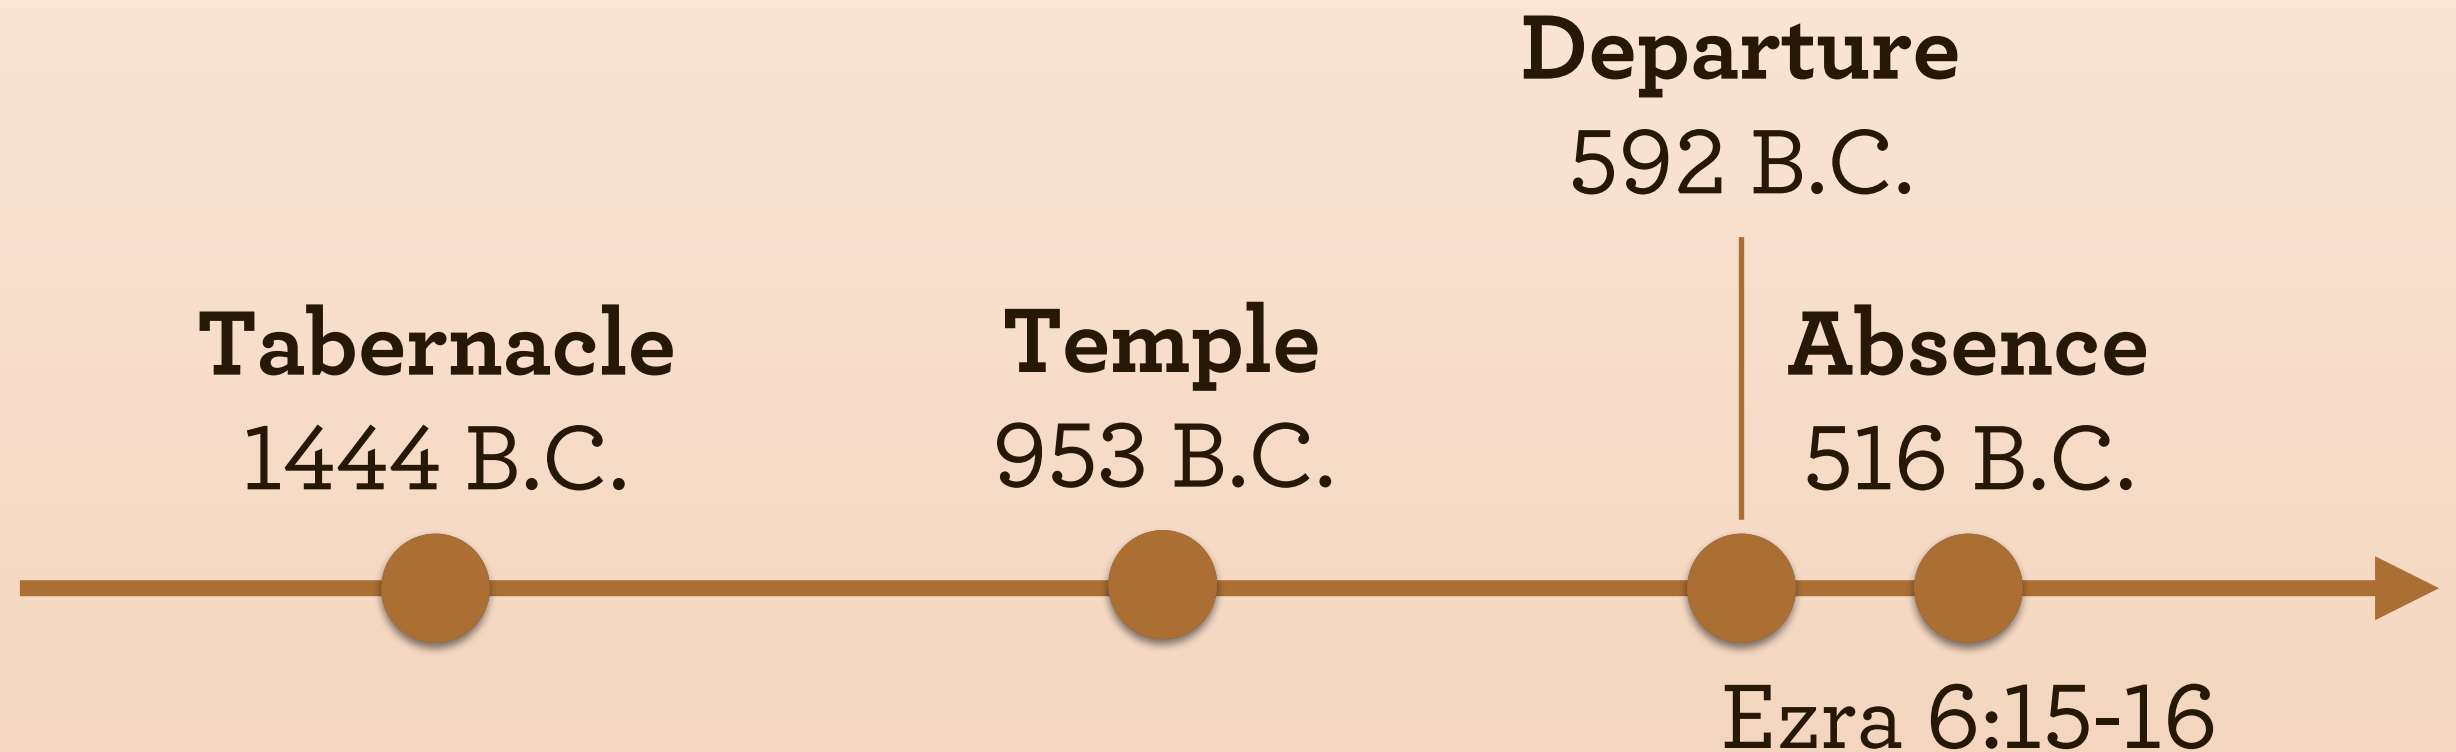 Tabernacle
1444 B.C.
Temple
953 B.C.
Departure
592 B.C.
Absence
516 B.C.
Ezra 6:15-16